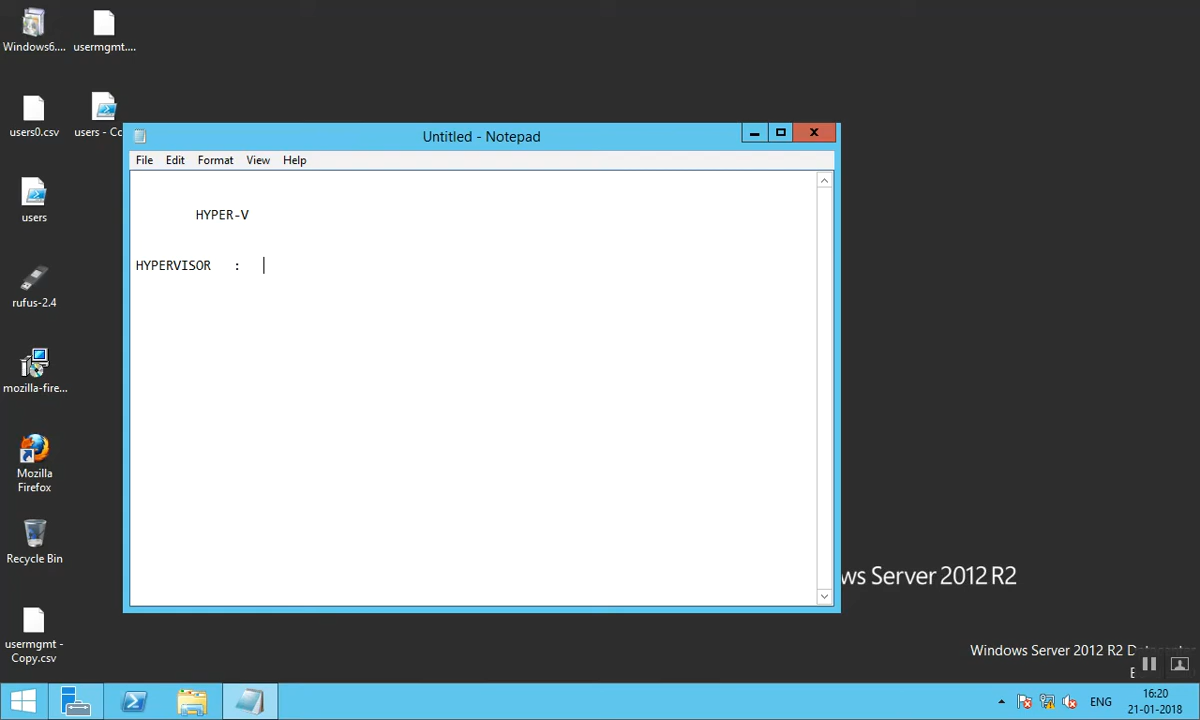 Windows6....
usermgmt....
users0.csv
users - Cc
users
rufus-2.4
mozilla-fire...
Mozilla
Firefox
Recycle Bin
usermgmt -
Copy.csv
Untitled - Notepad
File Edit Format View Help
HYPER-V
HYPERVISOR :
ws Server 2012 R2
Windows Server 2012 R2
ENG
16:20
21-01-2018